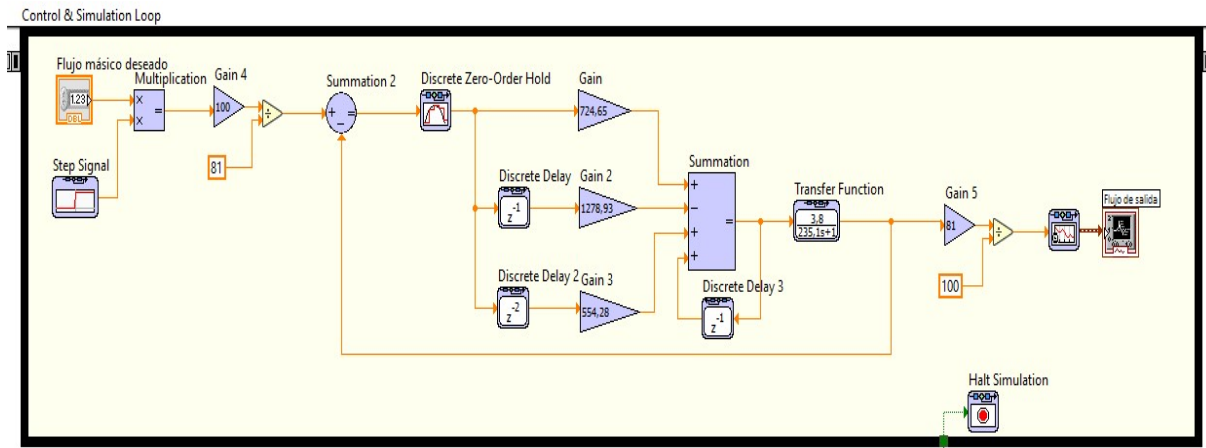 Control & Simulation Loop
Flujo másico deseado
1.23
DBL
Multiplication
×
×
=
Gain 4
100
÷
81
Step Signal
Summation 2
+
−
=
Discrete Zero-Order Hold
Gain
724,65
Discrete Delay
z-1
Gain 2
1278,93
Discrete Delay 2
z-2
Gain 3
554,28
Summation
+
−
+
+
=
Discrete Delay 3
z-1
Transfer Function
3,8
235,1s+1
Gain 5
81
÷
100
Flujo de salida
Halt Simulation